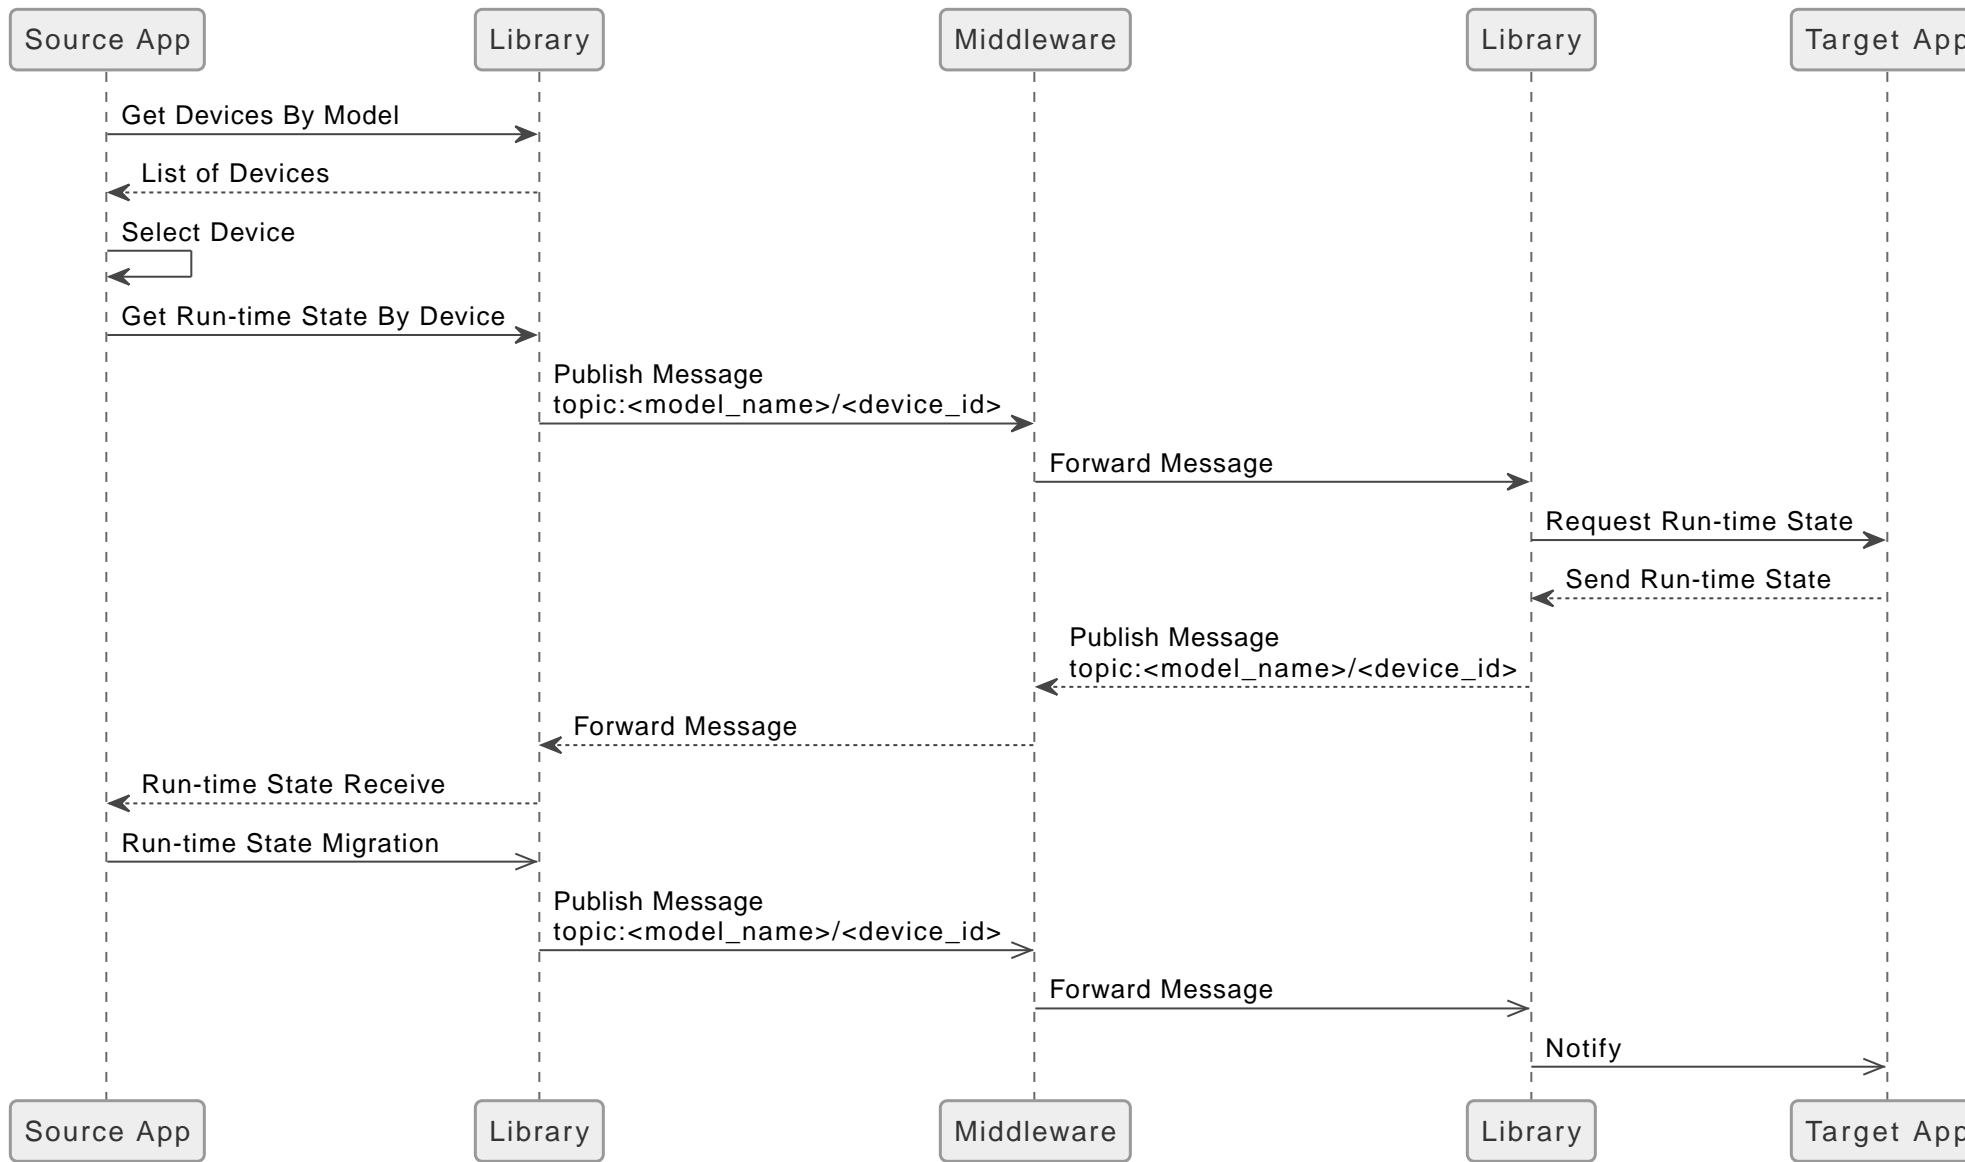 Source App
Library
Middleware
Library
Target App
Get Devices By Model
List of Devices
Select Device
Get Run-time State By Device
Publish Message
topic:<model_name>/<device_id>
Forward Message
Request Run-time State
Send Run-time State
Publish Message
topic:<model_name>/<device_id>
Forward Message
Run-time State Receive
Run-time State Migration
Publish Message
topic:<model_name>/<device_id>
Forward Message
Notify
Source App
Library
Middleware
Library
Target App